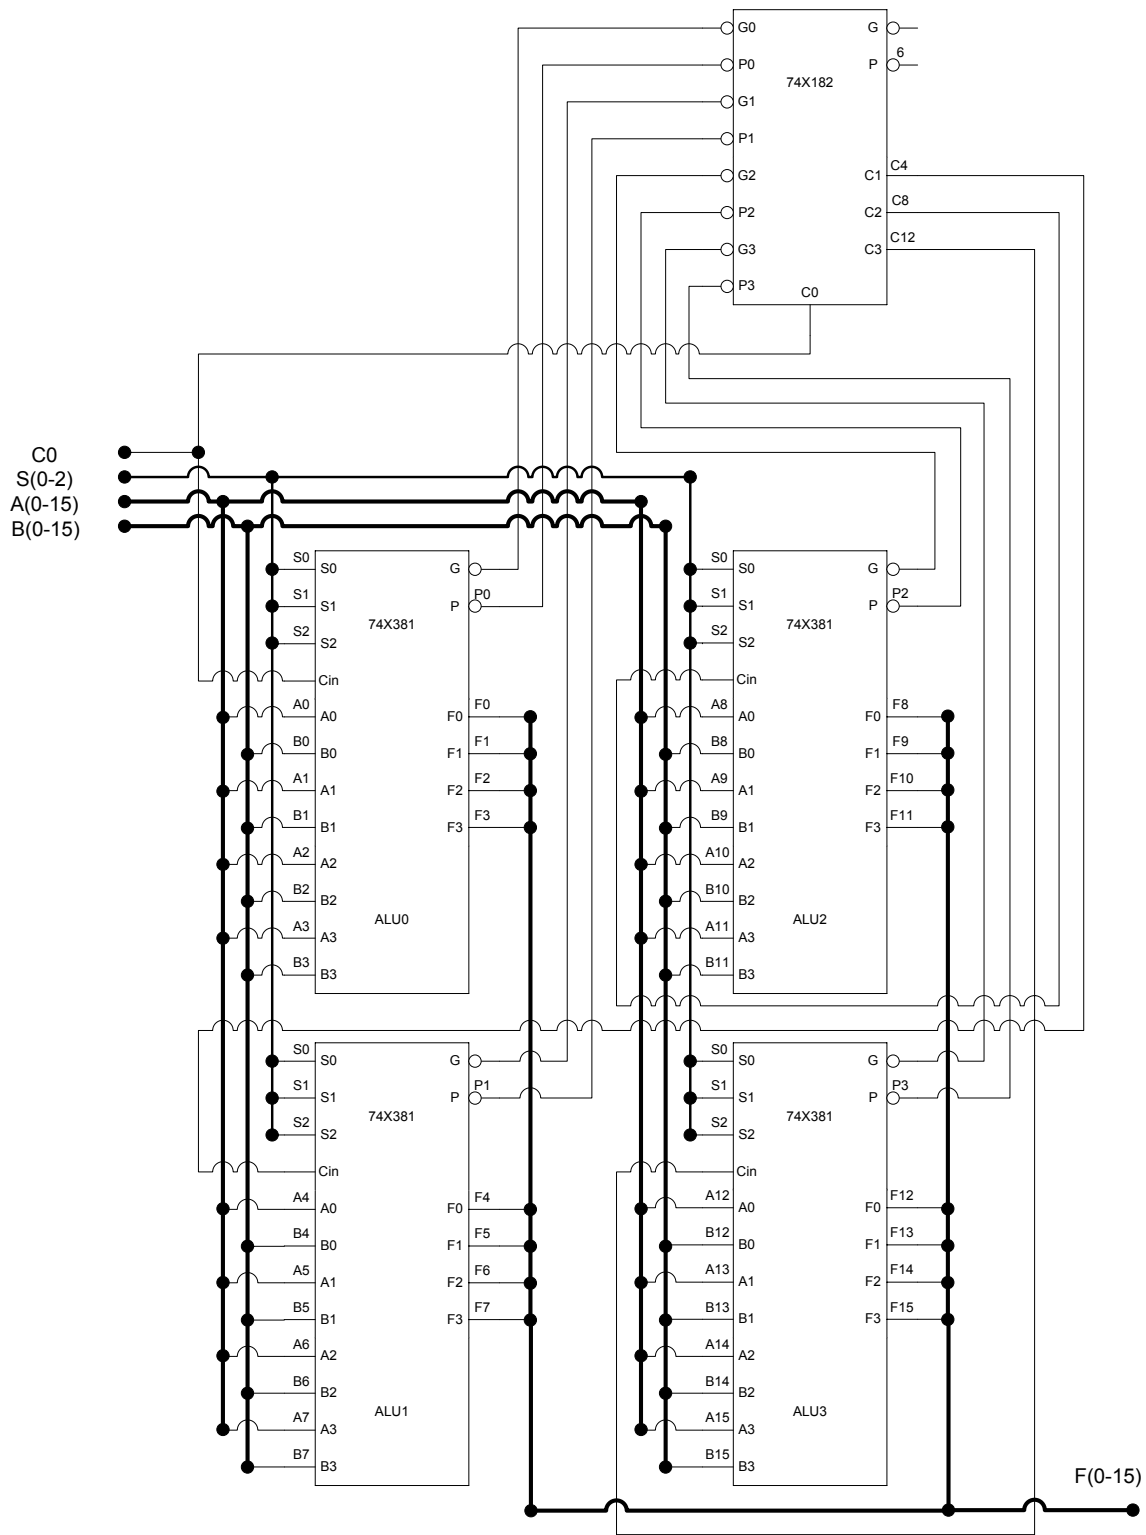 G0 G
P0 P 6
74X182
G1
P1
G2 C1 C4
P2 C2 C8
G3 C3 C12
P3 C0
C0
S(0-2)
A(0-15)
B(0-15)
S0 S0 G
S1 S1 P P0
74X381
S2 S2
Cin
A0 A0 F0 F0
B0 B0 F1 F1
A1 A1 F2 F2
B1 B1 F3 F3
A2 A2
B2 B2
ALU0
A3 A3
B3 B3
S0 S0 G
S1 S1 P P2
74X381
S2 S2
Cin
A8 A0 F0 F8
B8 B0 F1 F9
A9 A1 F2 F10
B9 B1 F3 F11
A10 A2
B10 B2
ALU2
A11 A3
B11 B3
S0 S0 G
S1 S1 P P1
74X381
S2 S2
Cin
A4 A0 F0 F4
B4 B0 F1 F5
A5 A1 F2 F6
B5 B1 F3 F7
A6 A2
B6 B2
ALU1
A7 A3
B7 B3
S0 S0 G
S1 S1 P P3
74X381
S2 S2
Cin
A12 A0 F0 F12
B12 B0 F1 F13
A13 A1 F2 F14
B13 B1 F3 F15
A14 A2
B14 B2
ALU3
A15 A3
B15 B3
F(0-15)